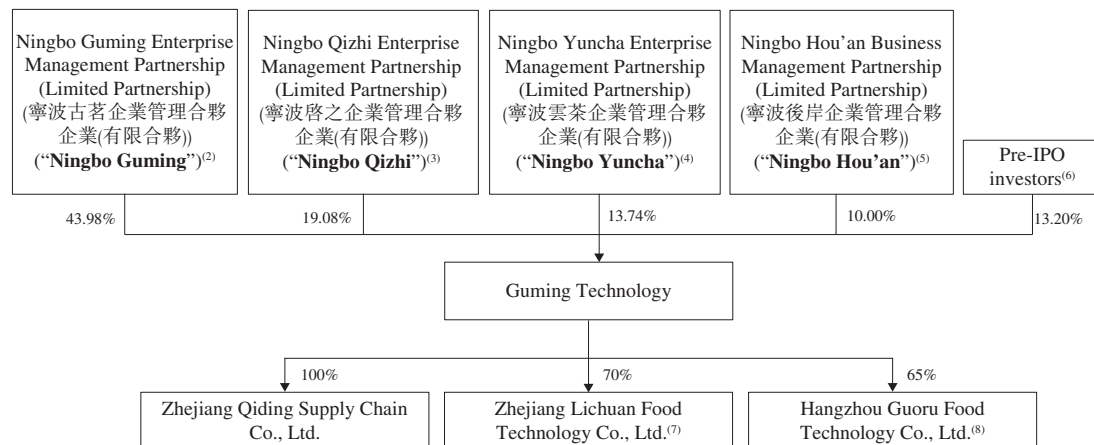 Ningbo Guming Enterprise
Management Partnership
(Limited Partnership)
(寧波古茗企業管理合夥
企業(有限合夥))
(“Ningbo Guming”)(2)
Ningbo Qizhi Enterprise
Management Partnership
(Limited Partnership)
(寧波啓之企業管理合夥
企業(有限合夥))
(“Ningbo Qizhi”)(3)
Ningbo Yuncha Enterprise
Management Partnership
(Limited Partnership)
(寧波雲茶企業管理合夥
企業(有限合夥))
(“Ningbo Yuncha”)(4)
Ningbo Hou'an Business
Management Partnership
(Limited Partnership)
(寧波後岸企業管理合夥
企業(有限合夥))
(“Ningbo Hou'an”)(5)
Pre-IPO
investors(6)
43.98%
19.08%
13.74%
10.00%
13.20%
Guming Technology
100%
70%
65%
Zhejiang Qiding Supply Chain
Co., Ltd.
Zhejiang Lichuan Food
Technology Co., Ltd.(7)
Hangzhou Guoru Food
Technology Co., Ltd.(8)